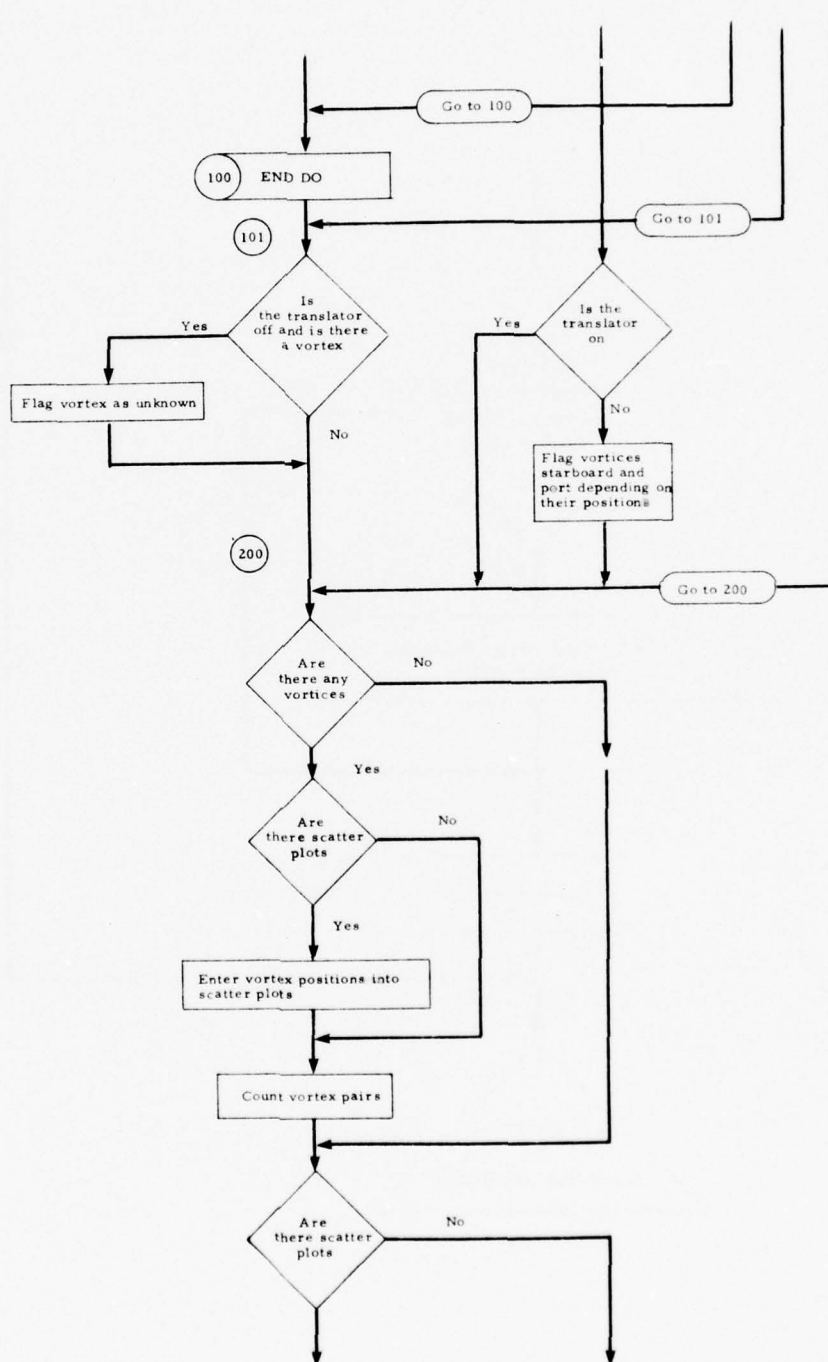 Go to 100
100 END DO
Go to 101
101
Is
the translator
off and is there
a vortex
Yes
No
Flag vortex as unknown
Is the
translator
on
Yes
No
Flag vortices
starboard and
port depending on
their positions
200
Go to 200
Are
there any
vortices
No
Yes
Are
there scatter
plots
No
Yes
Enter vortex positions into
scatter plots
Count vortex pairs
Are
there scatter
plots
No